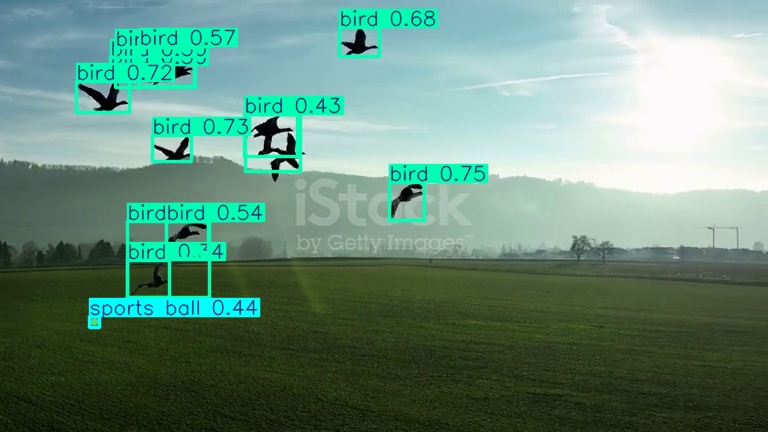 bird 0.68
bird 0.57
bird 0.72
bird 0.43
bird 0.73
bird 0.75
iStock
by Getty Images™
bird
bird 0.54
bird
sports ball 0.44